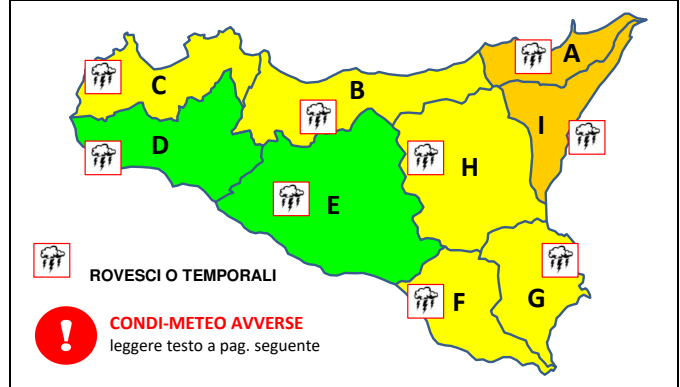 A
C
B
I
D
H
E
F
G
ROVESCI O TEMPORALI
!
CONDI-METEO AVVERSE
leggere testo a pag. seguente